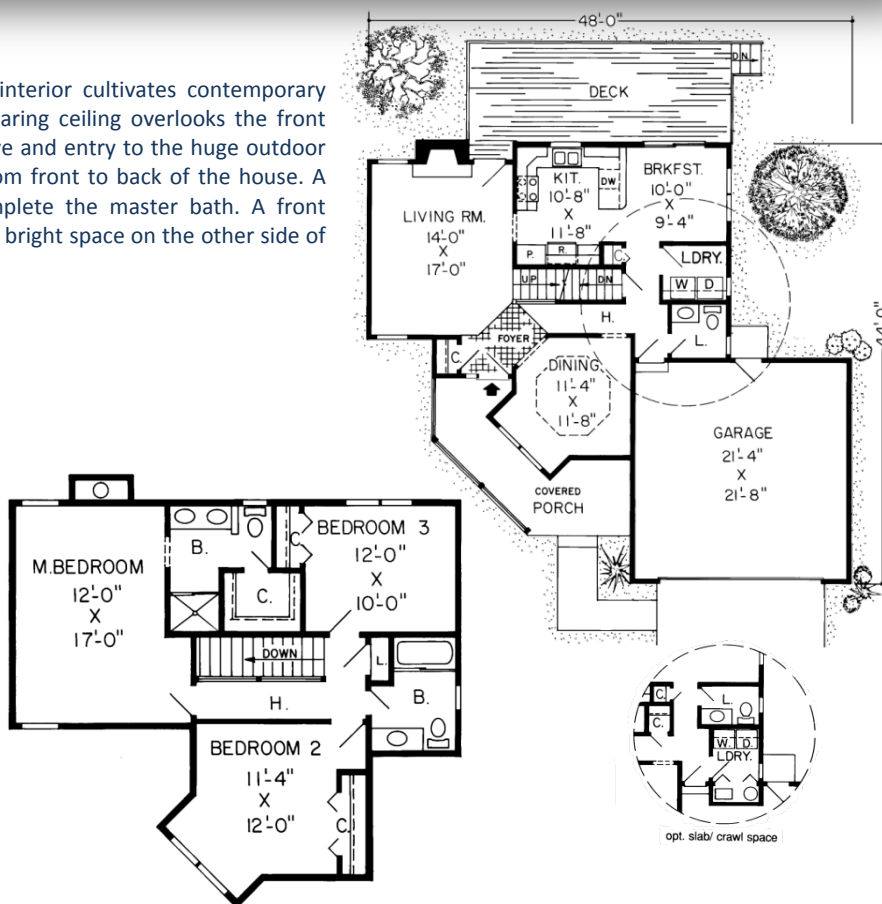 interior cultivates contemporary
aring ceiling overlooks the front
e and entry to the huge outdoor
om front to back of the house. A
mplete the master bath. A front
bright space on the other side of
48'-0"
DN
DECK
KIT.
10'-8"
X
11'-8"
DW
BRKFST.
10'-0"
X
9'-4"
LIVING RM.
14'-0"
X
17'-0"
P.
R.
C.
LDRY.
W D
UP
DN
H.
L.
FOYER
C.
DINING
11'-4"
X
11'-8"
44'-0"
GARAGE
21'-4"
X
21'-8"
COVERED
PORCH
M.BEDROOM
12'-0"
X
17'-0"
B.
C.
C.
BEDROOM 3
12'-0"
X
10'-0"
DOWN
L.
H.
B.
BEDROOM 2
11'-4"
X
12'-0"
C.
C.
L.
C.
W. D.
LDRY.
opt. slab/ crawl space